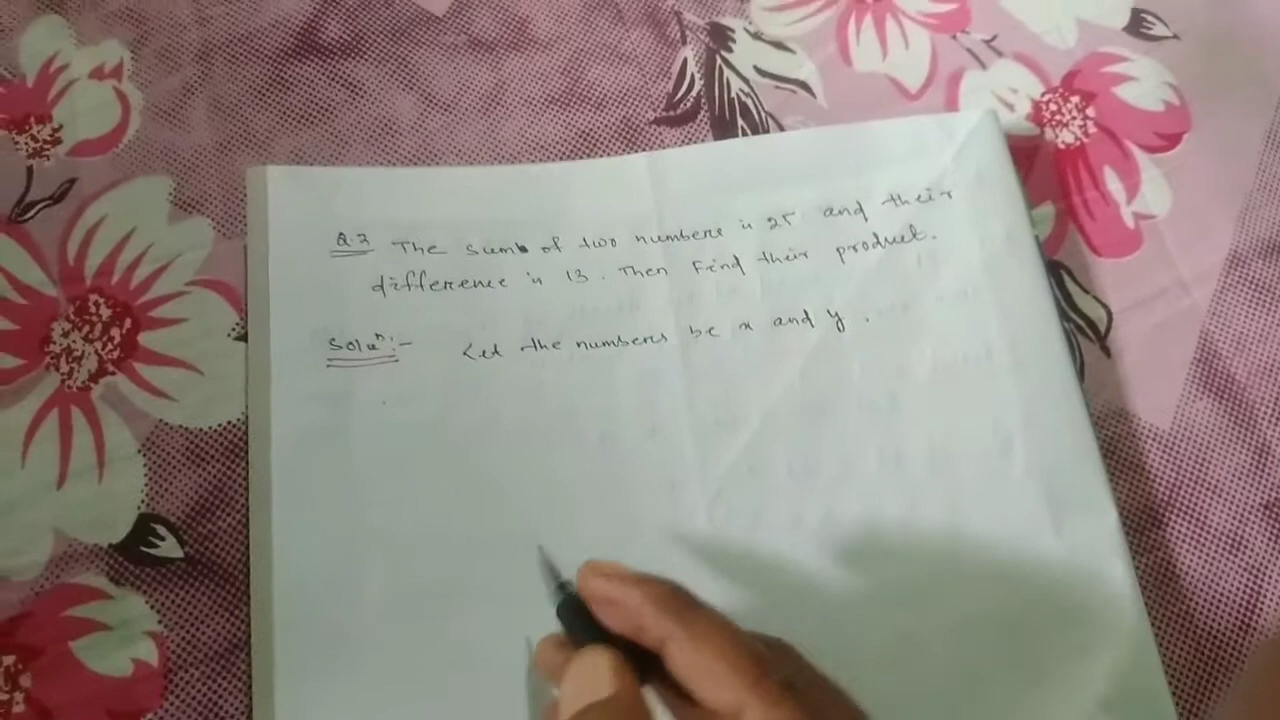 Q.2 The sum of two numbers is 25 and their
difference is 13. Then Find their product.
Soluⁿ:- Let the numbers be x and y.